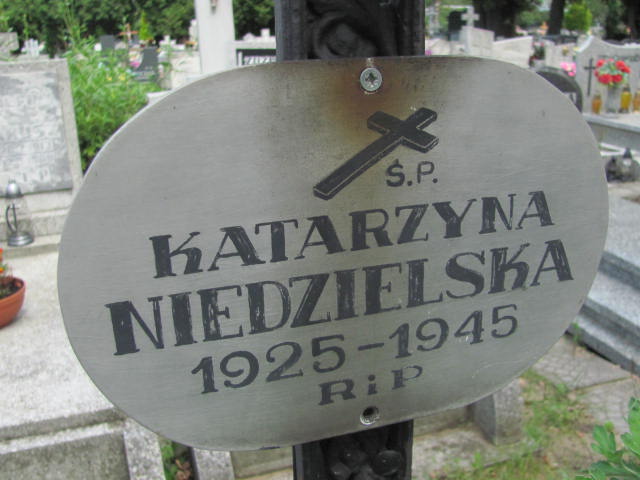 Ś.P.
KATARZYNA
NIEDZIELSKA
1925-1945
RiP